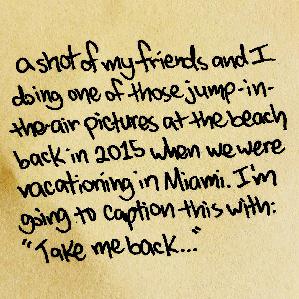 a shot of my friends and I
doing one of those jump-in-
the-air pictures at the beach
back in 2015 when we were
vacationing in Miami. I'm
going to caption this with:
"Take me back..."